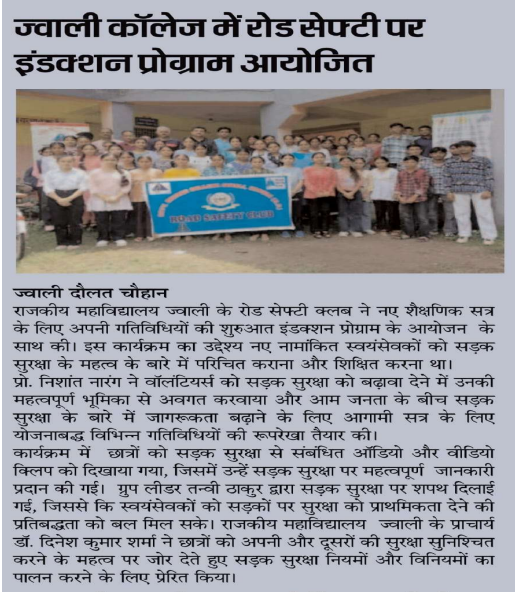 ज्वाली कॉलेज में रोड सेफ्टी पर
इंडक्शन प्रोग्राम आयोजित
ROAD SAFETY CLUB
ज्वाली दौलत चौहान
राजकीय महाविद्यालय ज्वाली के रोड सेफ्टी क्लब ने नए शैक्षणिक सत्र
के लिए अपनी गतिविधियों की शुरुआत इंडक्शन प्रोग्राम के आयोजन के
साथ की। इस कार्यक्रम का उद्देश्य नए नामांकित स्वयंसेवकों को सड़क
सुरक्षा के महत्व के बारे में परिचित कराना और शिक्षित करना था।
प्रो. निशांत नारंग ने वॉलंटियर्स को सड़क सुरक्षा को बढ़ावा देने में उनकी
महत्वपूर्ण भूमिका से अवगत करवाया और आम जनता के बीच सड़क
सुरक्षा के बारे में जागरूकता बढ़ाने के लिए आगामी सत्र के लिए
योजनाबद्ध विभिन्न गतिविधियों की रूपरेखा तैयार की।
कार्यक्रम में छात्रों को सड़क सुरक्षा से संबंधित ऑडियो और वीडियो
क्लिप को दिखाया गया, जिसमें उन्हें सड़क सुरक्षा पर महत्वपूर्ण जानकारी
प्रदान की गई। ग्रुप लीडर तन्वी ठाकुर द्वारा सड़क सुरक्षा पर शपथ दिलाई
गई, जिससे कि स्वयंसेवकों को सड़कों पर सुरक्षा को प्राथमिकता देने की
प्रतिबद्धता को बल मिल सके। राजकीय महाविद्यालय ज्वाली के प्राचार्य
डॉ. दिनेश कुमार शर्मा ने छात्रों को अपनी और दूसरों की सुरक्षा सुनिश्चित
करने के महत्व पर जोर देते हुए सड़क सुरक्षा नियमों और विनियमों का
पालन करने के लिए प्रेरित किया।